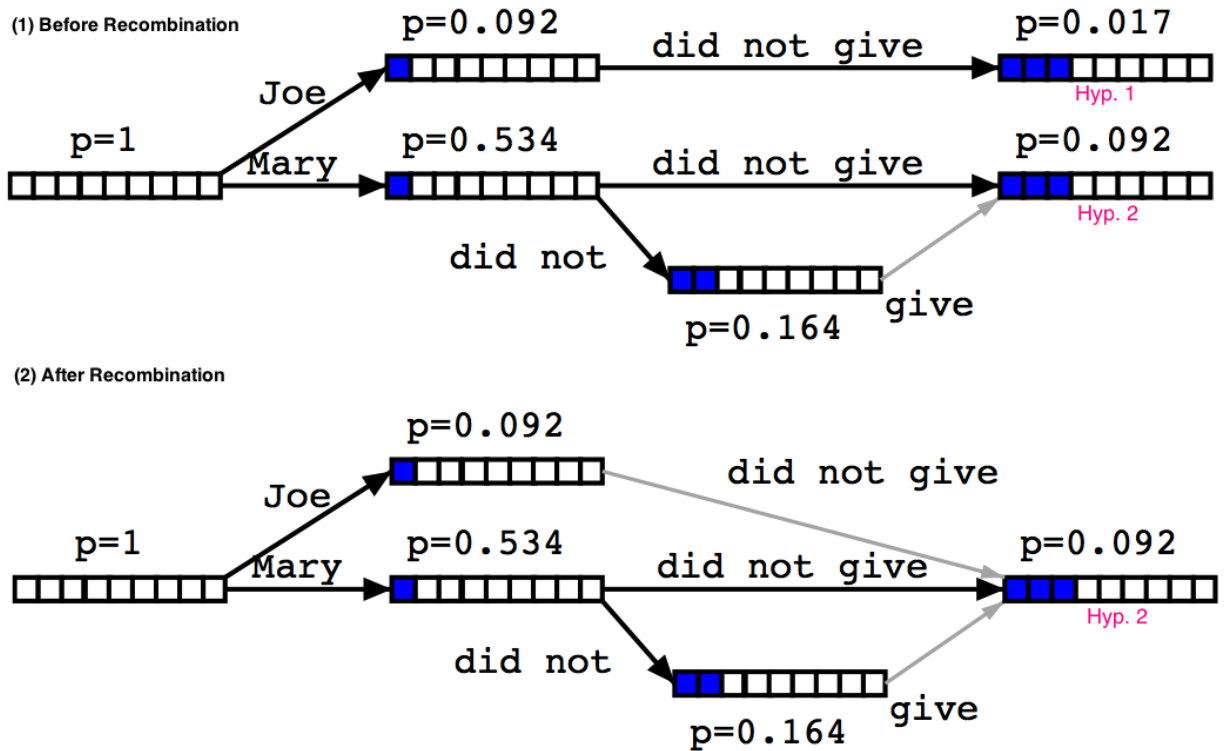 (1) Before Recombination
p=0.092
did not give
p=0.017
Joe
Hyp. 1
p=1
Mary
p=0.534
did not give
p=0.092
Hyp. 2
did not
give
p=0.164
(2) After Recombination
p=0.092
did not give
Joe
p=1
Mary
p=0.534
did not give
p=0.092
Hyp. 2
did not
give
p=0.164